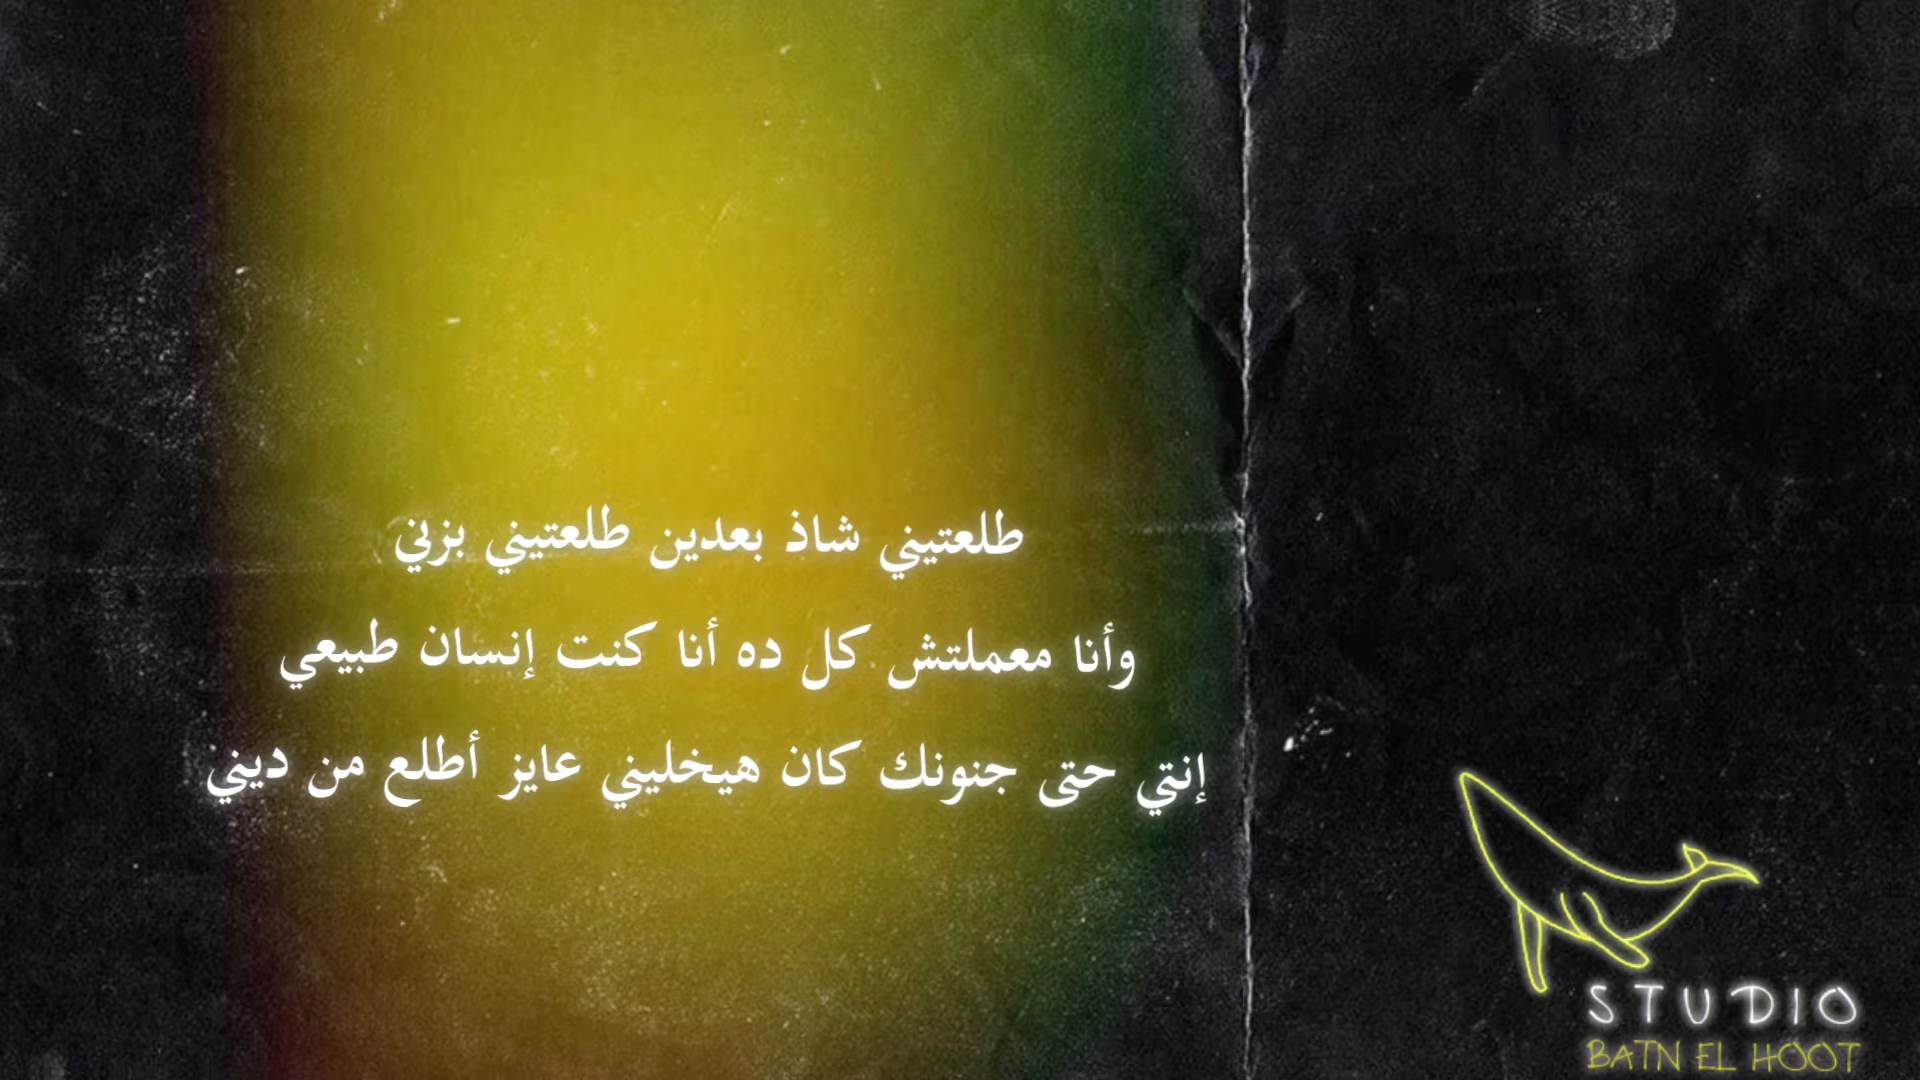 طلعتيني شاذ بعدين طلعتيني بزني
وأنا معملتش كل ده أنا كنت إنسان طبيعي
إنتي حتى جنونك كان هيخليني عايز أطلع من ديني
STUDIO
BATN EL HOOT